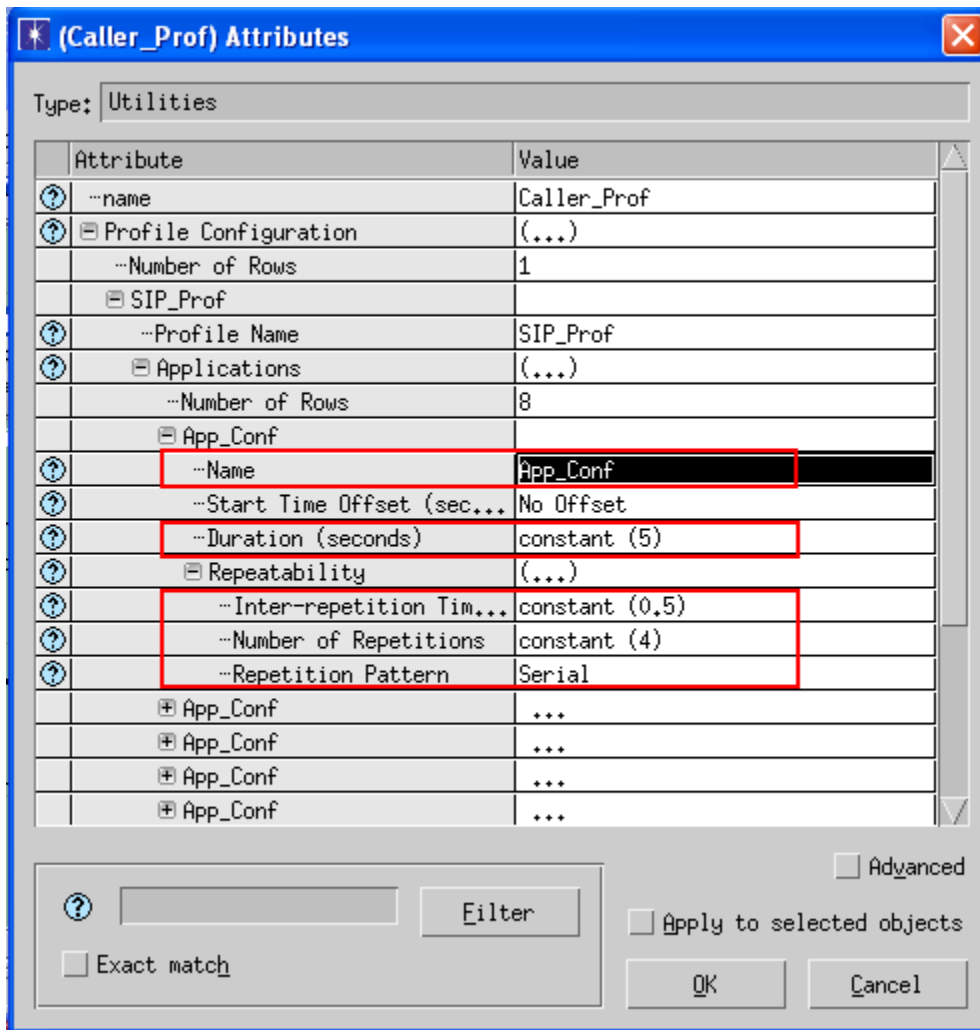 (Caller_Prof) Attributes
Type: Utilities
Attribute Value
name Caller_Prof
Profile Configuration (...)
Number of Rows 1
SIP_Prof
Profile Name SIP_Prof
Applications (...)
Number of Rows 8
App_Conf
Name App_Conf
Start Time Offset (sec... No Offset
Duration (seconds) constant (5)
Repeatability (...)
Inter-repetition Tim... constant (0.5)
Number of Repetitions constant (4)
Repetition Pattern Serial
App_Conf ...
App_Conf ...
App_Conf ...
App_Conf ...
Advanced
Filter
Apply to selected objects
Exact match
OK Cancel